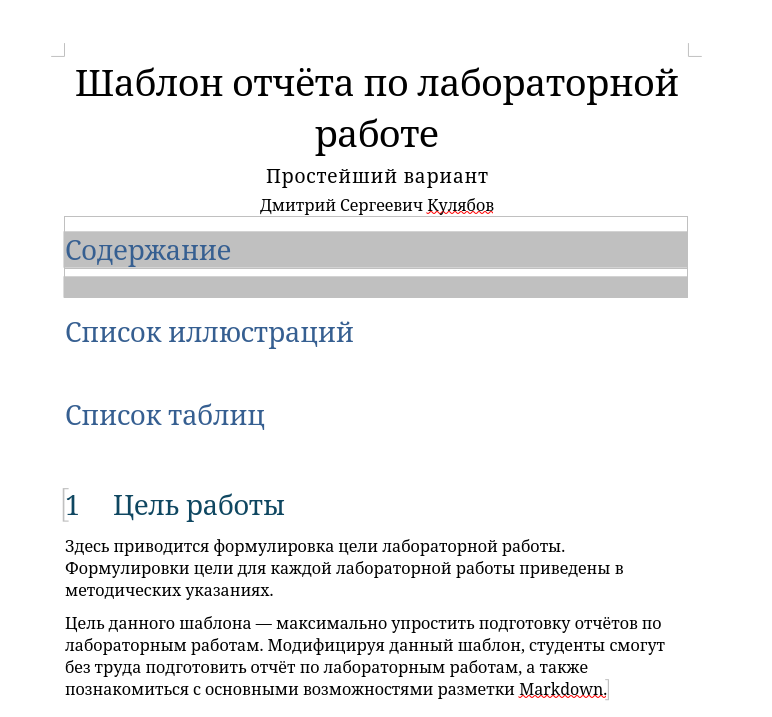 Шаблон отчёта по лабораторной
работе
Простейший вариант
Дмитрий Сергеевич Кулябов
Содержание
Список иллюстраций
Список таблиц
1 Цель работы
Здесь приводится формулировка цели лабораторной работы.
Формулировки цели для каждой лабораторной работы приведены в
методических указаниях.
Цель данного шаблона — максимально упростить подготовку отчётов по
лабораторным работам. Модифицируя данный шаблон, студенты смогут
без труда подготовить отчёт по лабораторным работам, а также
познакомиться с основными возможностями разметки Markdown.